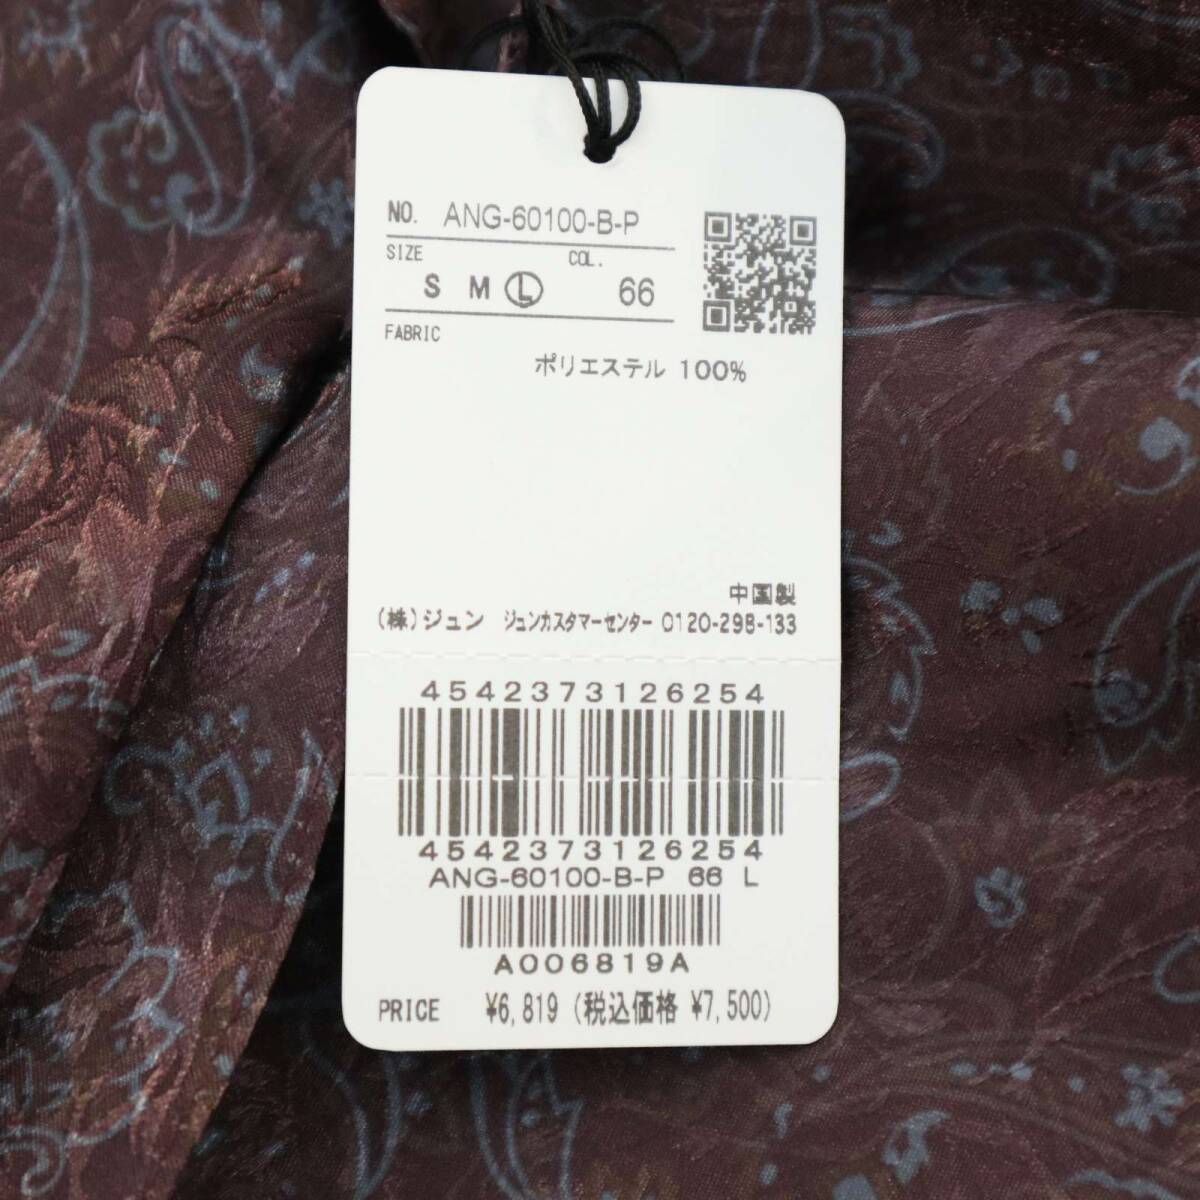 NO. ANG-60100-B-P
SIZE COL.
S M L 66
FABRIC
ポリエステル 100%
中国製
(株)ジュン ジュンカスタマーセンター 0120-298-133
4542373126254
4542373126254
ANG-60100-B-P 66 L
A006819A
PRICE ¥6,819 (税込価格 ¥7,500)